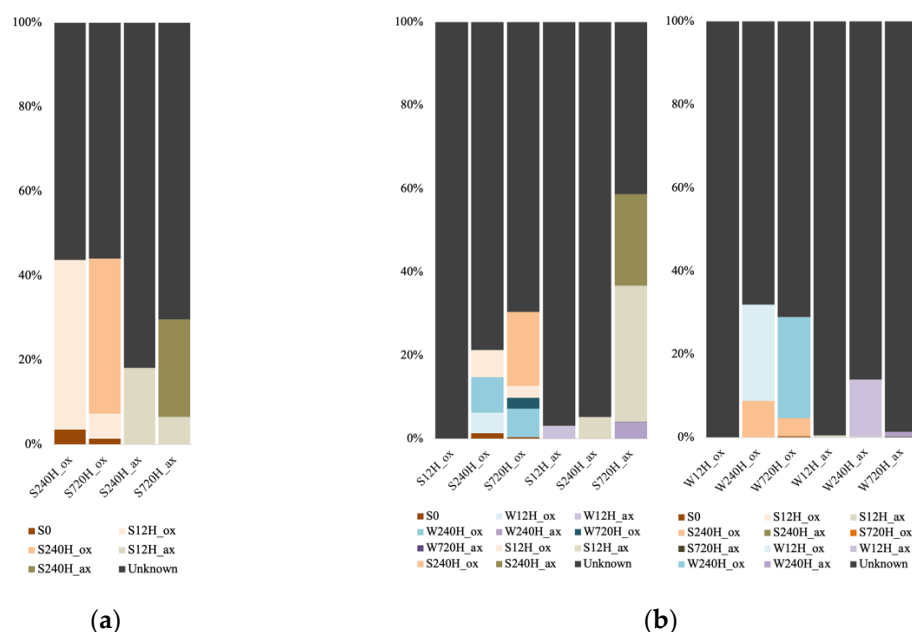 100%
80%
60%
40%
20%
0%
S240H_ox
S720H_ox
S240H_ax
S720H_ax
S0
S12H_ox
S240H_ox
S12H_ax
S240H_ax
Unknown
(a)
100%
80%
60%
40%
20%
0%
S12H_ox
S240H_ox
S720H_ox
S12H_ax
S240H_ax
S720H_ax
S0
W12H_ox
W12H_ax
W240H_ox
W240H_ax
W720H_ox
W720H_ax
S12H_ox
S12H_ax
S240H_ox
S240H_ax
Unknown
100%
80%
60%
40%
20%
0%
W12H_ox
W240H_ox
W720H_ox
W12H_ax
W240H_ax
W720H_ax
S0
S12H_ox
S12H_ax
S240H_ox
S240H_ax
S720H_ox
S720H_ax
W12H_ox
W12H_ax
W240H_ox
W240H_ax
Unknown
(b)